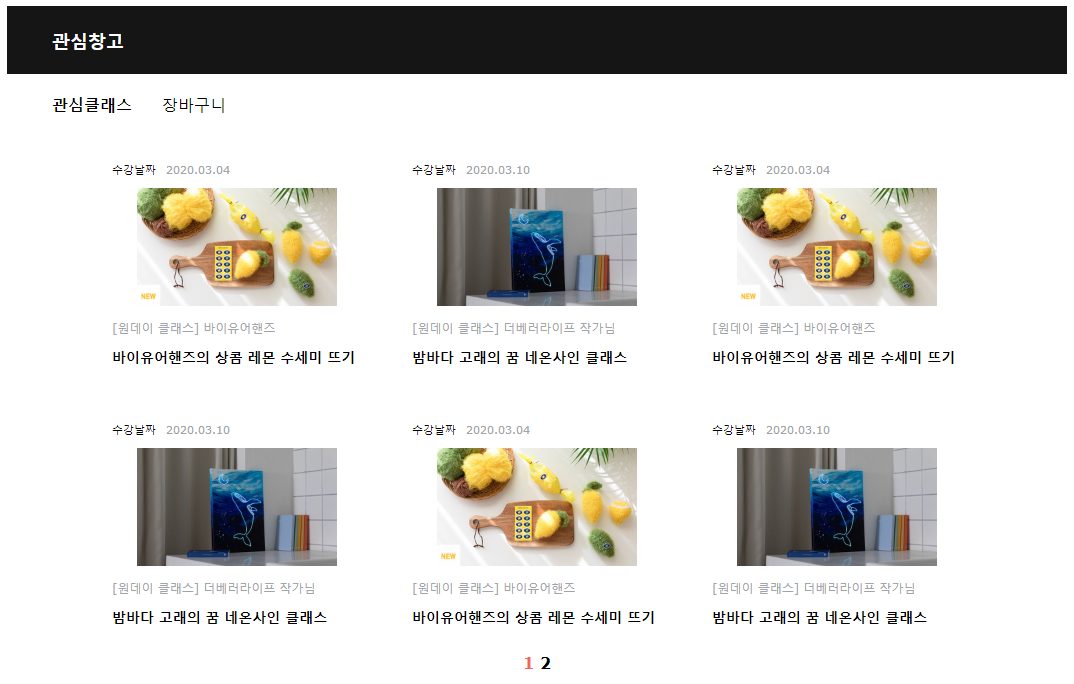 관심창고
관심클래스 장바구니
수강날짜 2020.03.04
[원데이 클래스] 바이유어핸즈
바이유어핸즈의 상콤 레몬 수세미 뜨기
수강날짜 2020.03.10
[원데이 클래스] 더베러라이프 작가님
밤바다 고래의 꿈 네온사인 클래스
수강날짜 2020.03.04
NEW
[원데이 클래스] 바이유어핸즈
바이유어핸즈의 상콤 레몬 수세미 뜨기
수강날짜 2020.03.10
[원데이 클래스] 더베러라이프 작가님
밤바다 고래의 꿈 네온사인 클래스
수강날짜 2020.03.04
NEW
[원데이 클래스] 바이유어핸즈
바이유어핸즈의 상콤 레몬 수세미 뜨기
수강날짜 2020.03.10
[원데이 클래스] 더베러라이프 작가님
밤바다 고래의 꿈 네온사인 클래스
1 2